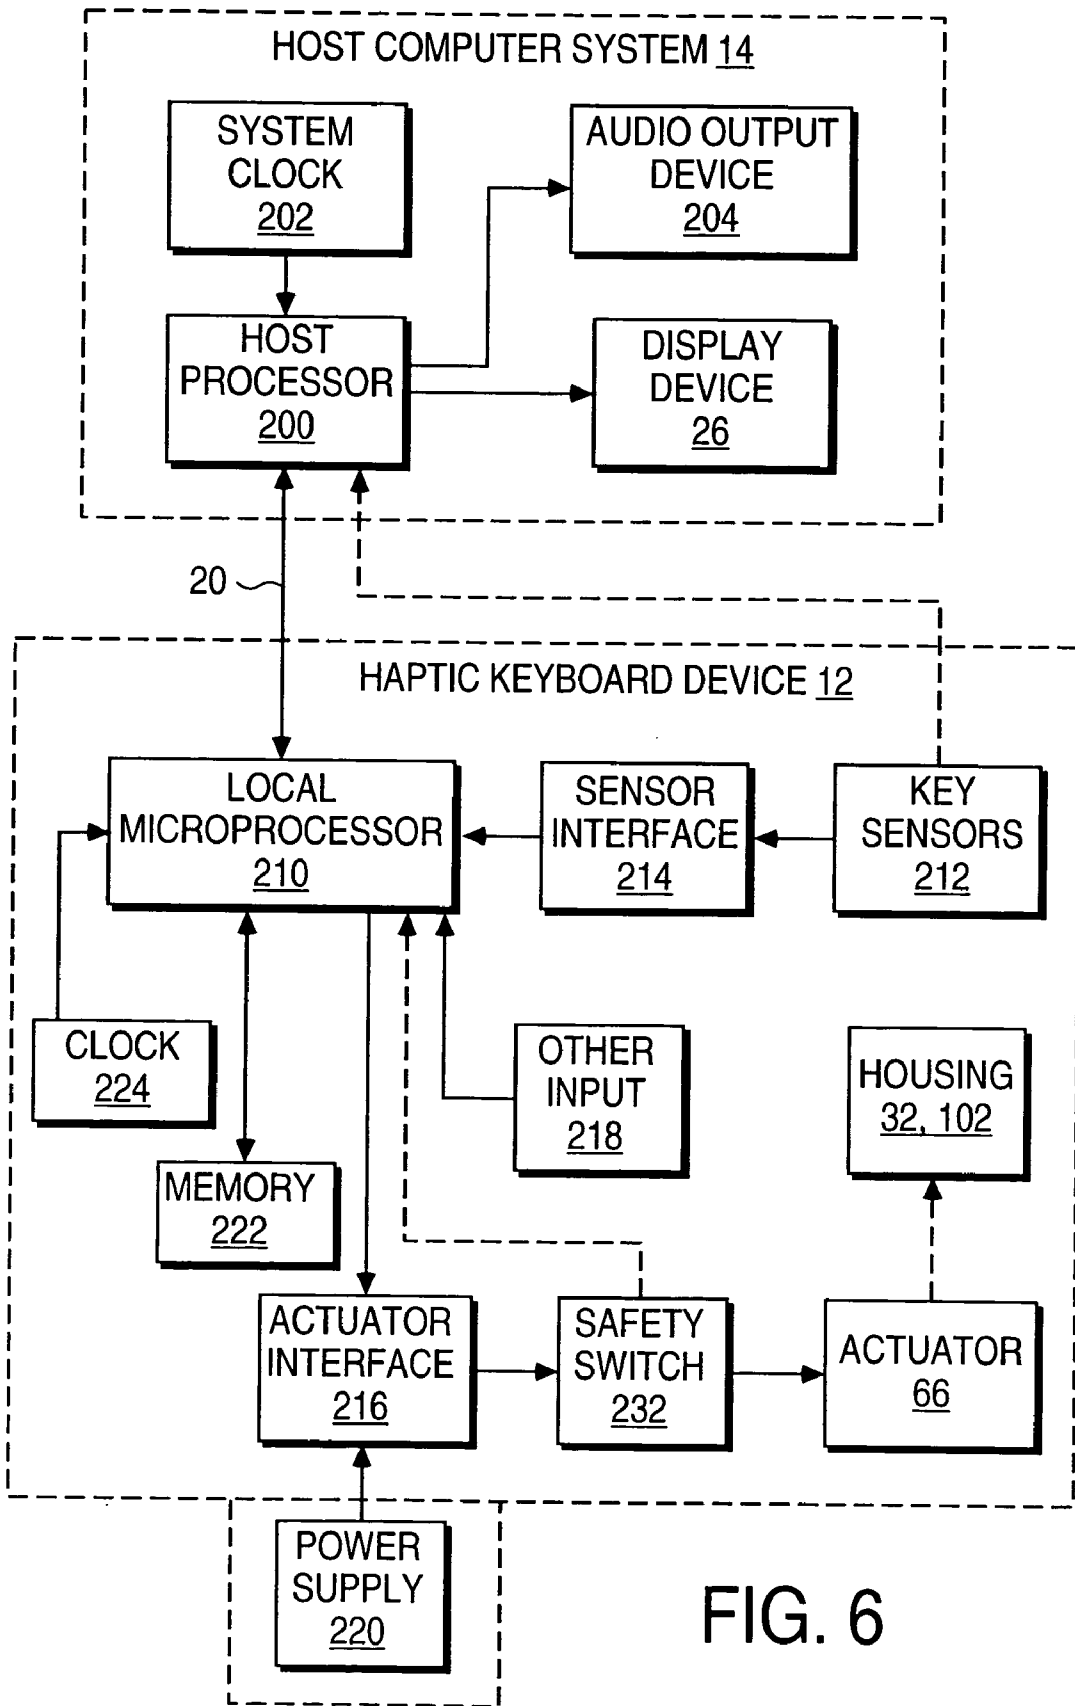 HOST COMPUTER SYSTEM 14
SYSTEM
CLOCK
202
AUDIO OUTPUT
DEVICE
204
HOST
PROCESSOR
200
DISPLAY
DEVICE
26
20
HAPTIC KEYBOARD DEVICE 12
LOCAL
MICROPROCESSOR
210
SENSOR
INTERFACE
214
KEY
SENSORS
212
CLOCK
224
OTHER
INPUT
218
HOUSING
32, 102
MEMORY
222
ACTUATOR
INTERFACE
216
SAFETY
SWITCH
232
ACTUATOR
66
POWER
SUPPLY
220
FIG. 6